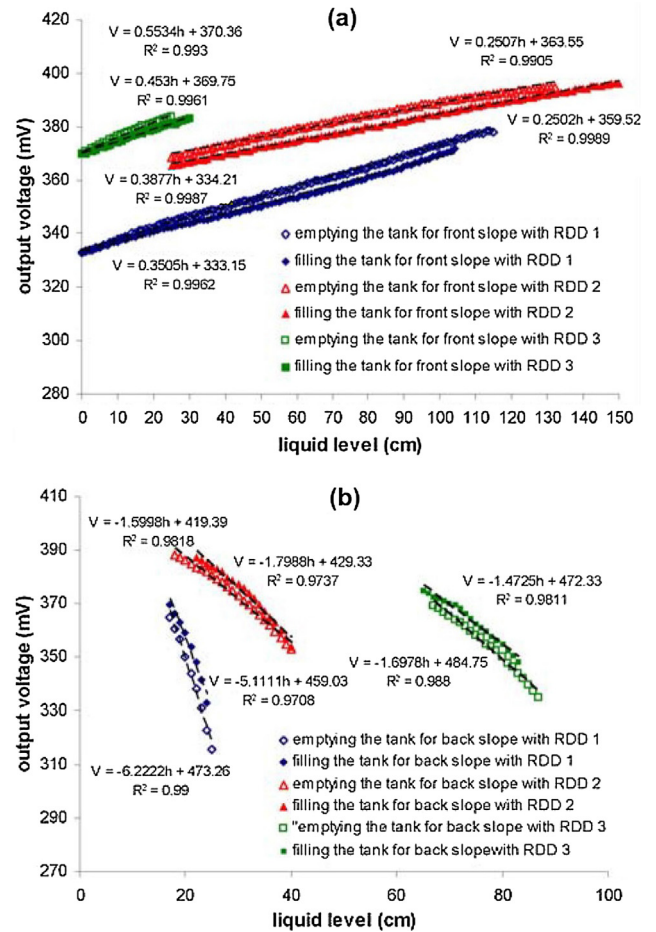 (a)
V = 0.5534h + 370.36
R² = 0.993
V = 0.2507h + 363.55
R² = 0.9905
V = 0.453h + 369.75
R² = 0.9961
V = 0.2502h + 359.52
R² = 0.9989
V = 0.3877h + 334.21
R² = 0.9987
V = 0.3505h + 333.15
R² = 0.9962
emptying the tank for front slope with RDD 1
filling the tank for front slope with RDD 1
emptying the tank for front slope with RDD 2
filling the tank for front slope with RDD 2
emptying the tank for front slope with RDD 3
filling the tank for front slope with RDD 3
output voltage (mV)
420
400
380
360
340
320
300
280
0 10 20 30 40 50 60 70 80 90 100 110 120 130 140 150
liquid level (cm)
(b)
V = -1.5998h + 419.39
R² = 0.9818
V = -1.7988h + 429.33
R² = 0.9737
V = -1.4725h + 472.33
R² = 0.9811
V = -1.6978h + 484.75
R² = 0.988
V = -5.1111h + 459.03
R² = 0.9708
V = -6.2222h + 473.26
R² = 0.99
emptying the tank for back slope with RDD 1
filling the tank for back slope with RDD 1
emptying the tank for back slope with RDD 2
filling the tank for back slope with RDD 2
"emptying the tank for back slope with RDD 3
filling the tank for back slopewith RDD 3
output voltage (mV)
410
390
370
350
330
310
290
270
0 20 40 60 80 100
liquid level (cm)